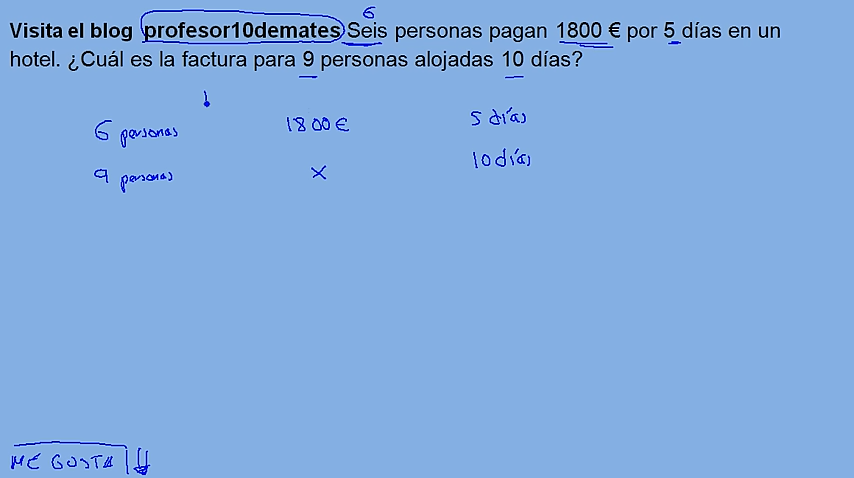 6
Visita el blog profesor10demates Seis personas pagan 1800 € por 5 días en un
hotel. ¿Cuál es la factura para 9 personas alojadas 10 días?
6 personas 1800€ 5 días
9 personas x 10 días
ME GUSTA